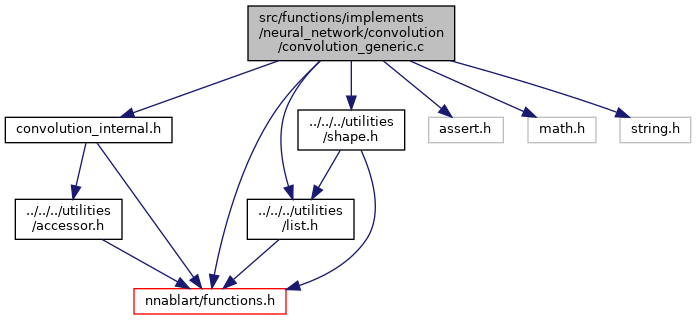 src/functions/implements
/neural_network/convolution
/convolution_generic.c
convolution_internal.h
../../../utilities
/shape.h
assert.h
math.h
string.h
../../../utilities
/accessor.h
../../../utilities
/list.h
nnablart/functions.h